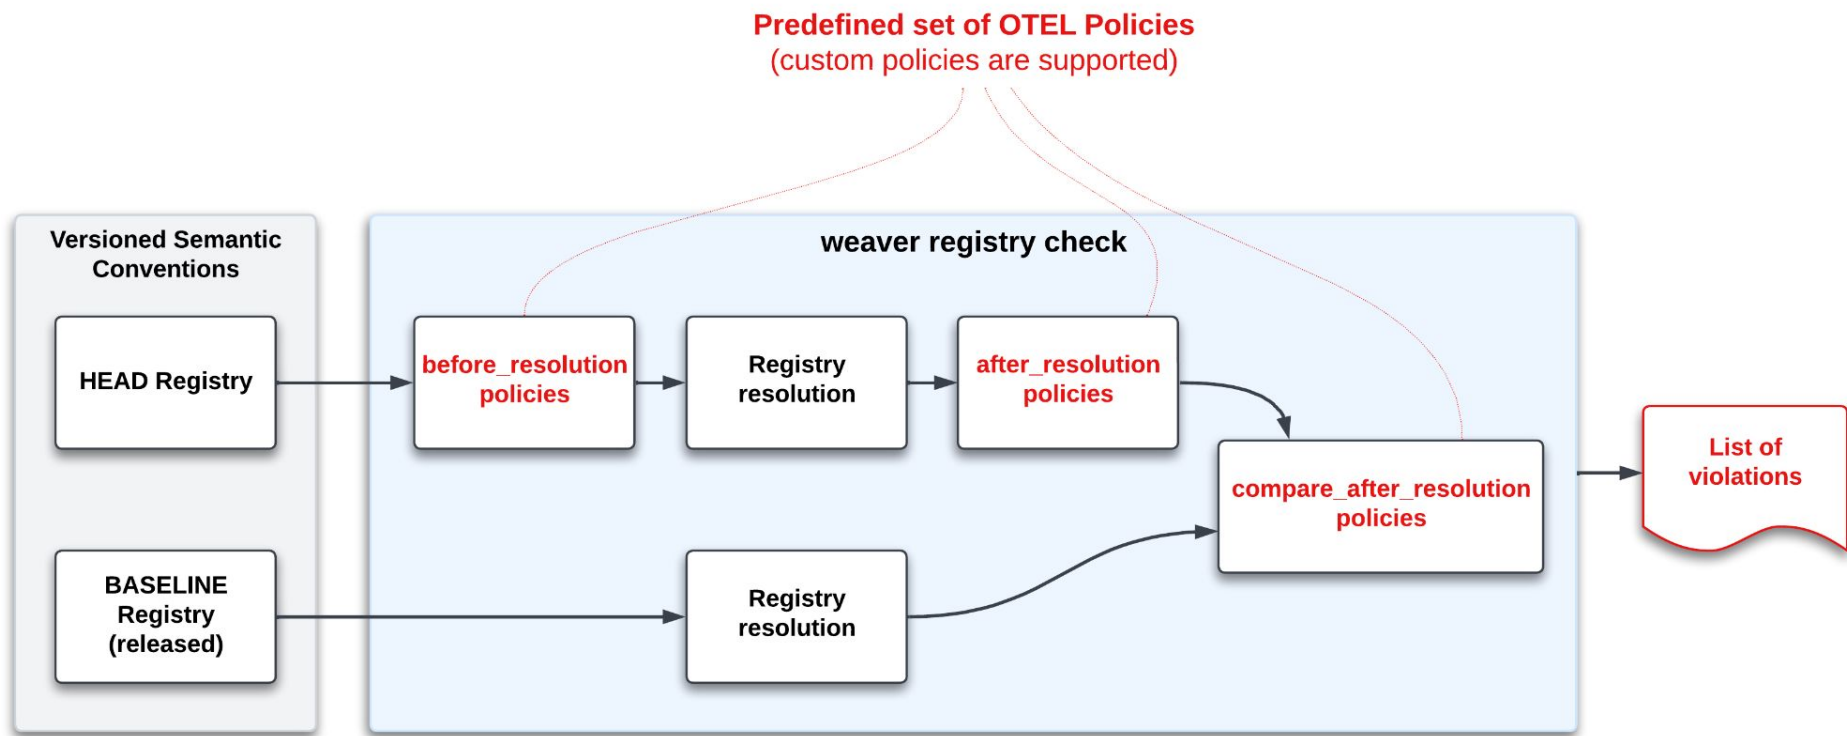 Predefined set of OTEL Policies
(custom policies are supported)
Versioned Semantic
Conventions
weaver registry check
HEAD Registry
before_resolution
policies
Registry
resolution
after_resolution
policies
compare_after_resolution
policies
List of
violations
BASELINE
Registry
(released)
Registry
resolution